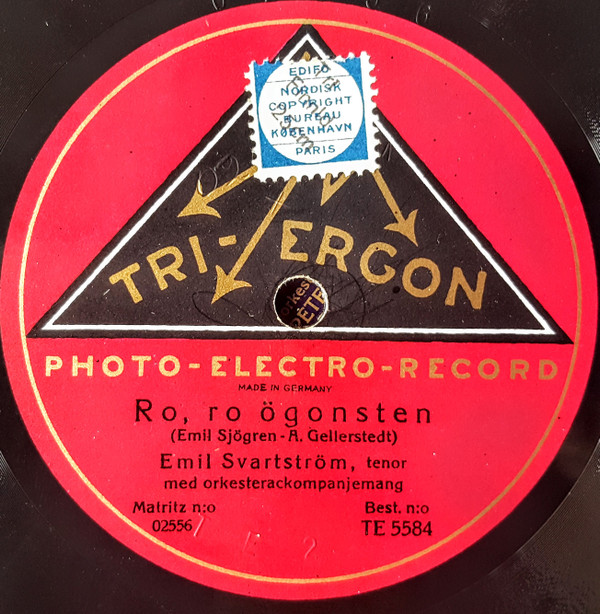 EDIFO
NORDISK
COPYRIGHT
BUREAU
KØBENHAVN
PARIS
TRI-ERGON
PHOTO-ELECTRO-RECORD
MADE IN GERMANY
Ro, ro ögonsten
(Emil Sjögren - A. Gellerstedt)
Emil Svartström, tenor
med orkesterackompanjemang
Matritz n:o
Best. n:o
02556
TE 5584